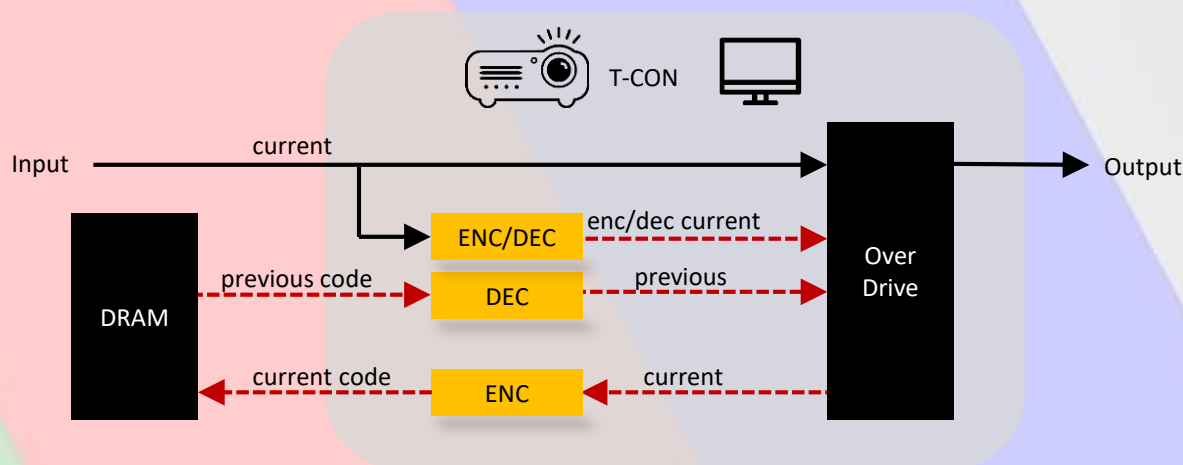 T-CON
current
Input
Output
ENC/DEC
enc/dec current
Over
Drive
previous code
DEC
previous
DRAM
current code
ENC
current